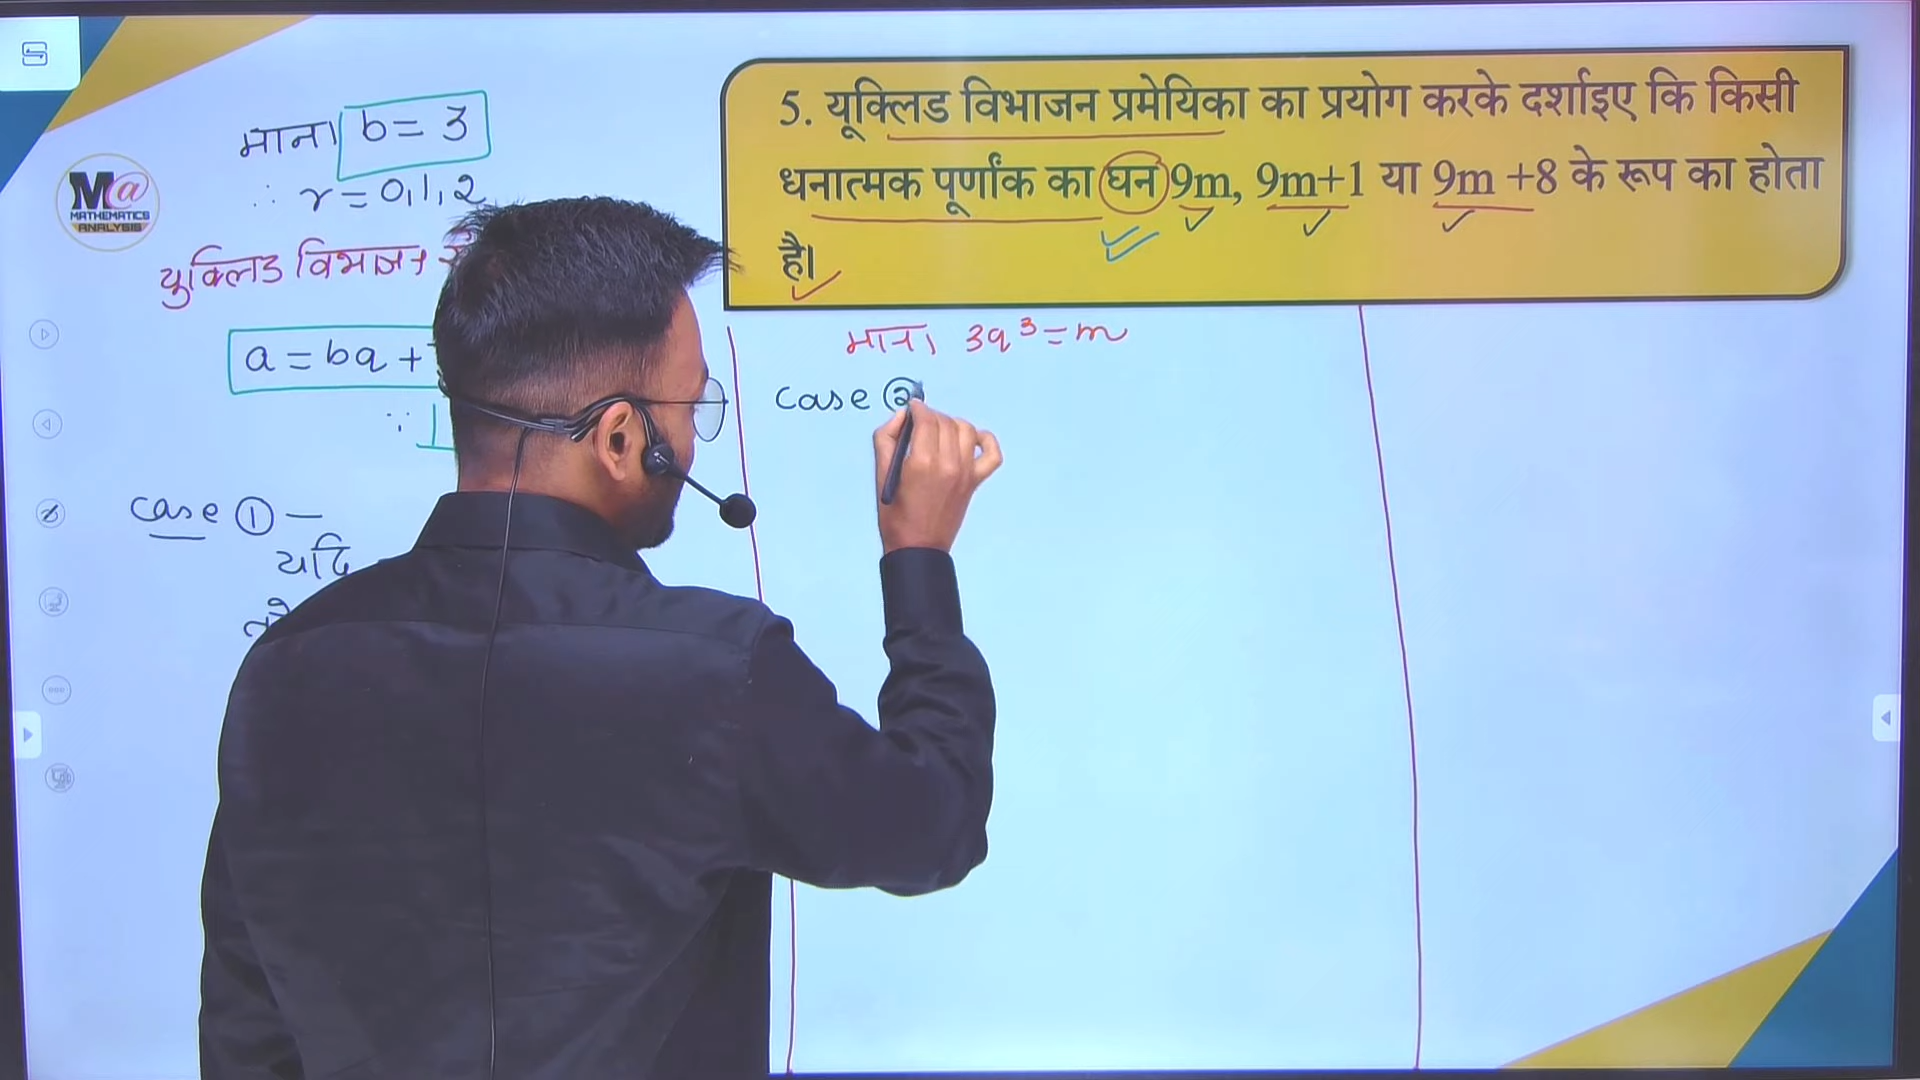 माना b = 3
∴ r = 0, 1, 2
M@
MATHEMATICS
ANALYSIS
युक्लिड विभाजन
a = bq +
∵
case ① —
यदि
5. यूक्लिड विभाजन प्रमेयिका का प्रयोग करके दर्शाइए कि किसी
धनात्मक पूर्णांक का घन 9m, 9m+1 या 9m +8 के रूप का होता
है।
माना 3q³ = m
case ②